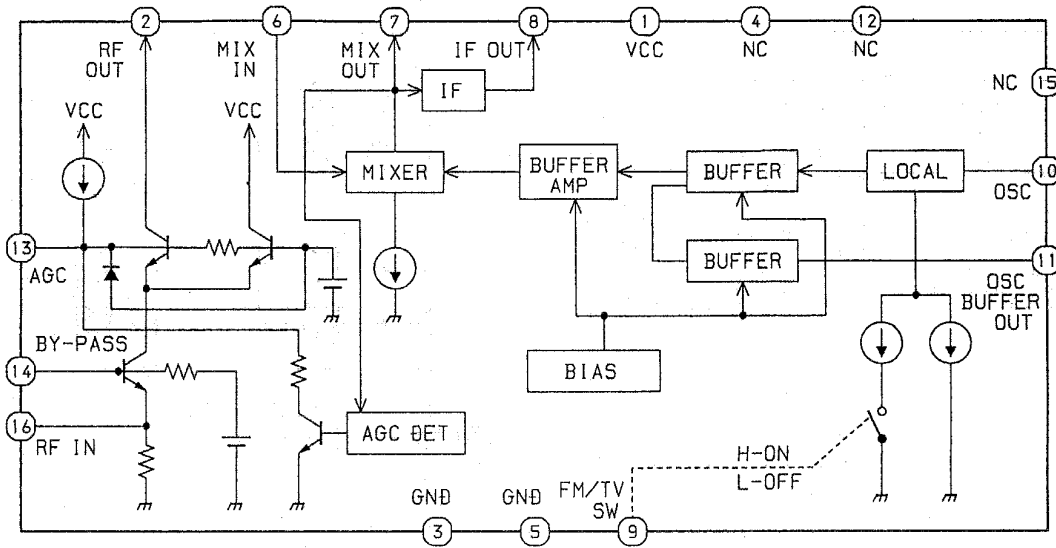 2
6
7
8
1
4
12
RF
OUT
MIX
IN
MIX
OUT
IF OUT
VCC
NC
NC
NC
15
IF
VCC
VCC
MIXER
BUFFER
AMP
BUFFER
LOCAL
10
OSC
13
AGC
BUFFER
11
OSC
BUFFER
OUT
BY-PASS
14
BIAS
16
RF IN
AGC DET
H-ON
L-OFF
GND
GND
FM/TV
SW
3
5
9